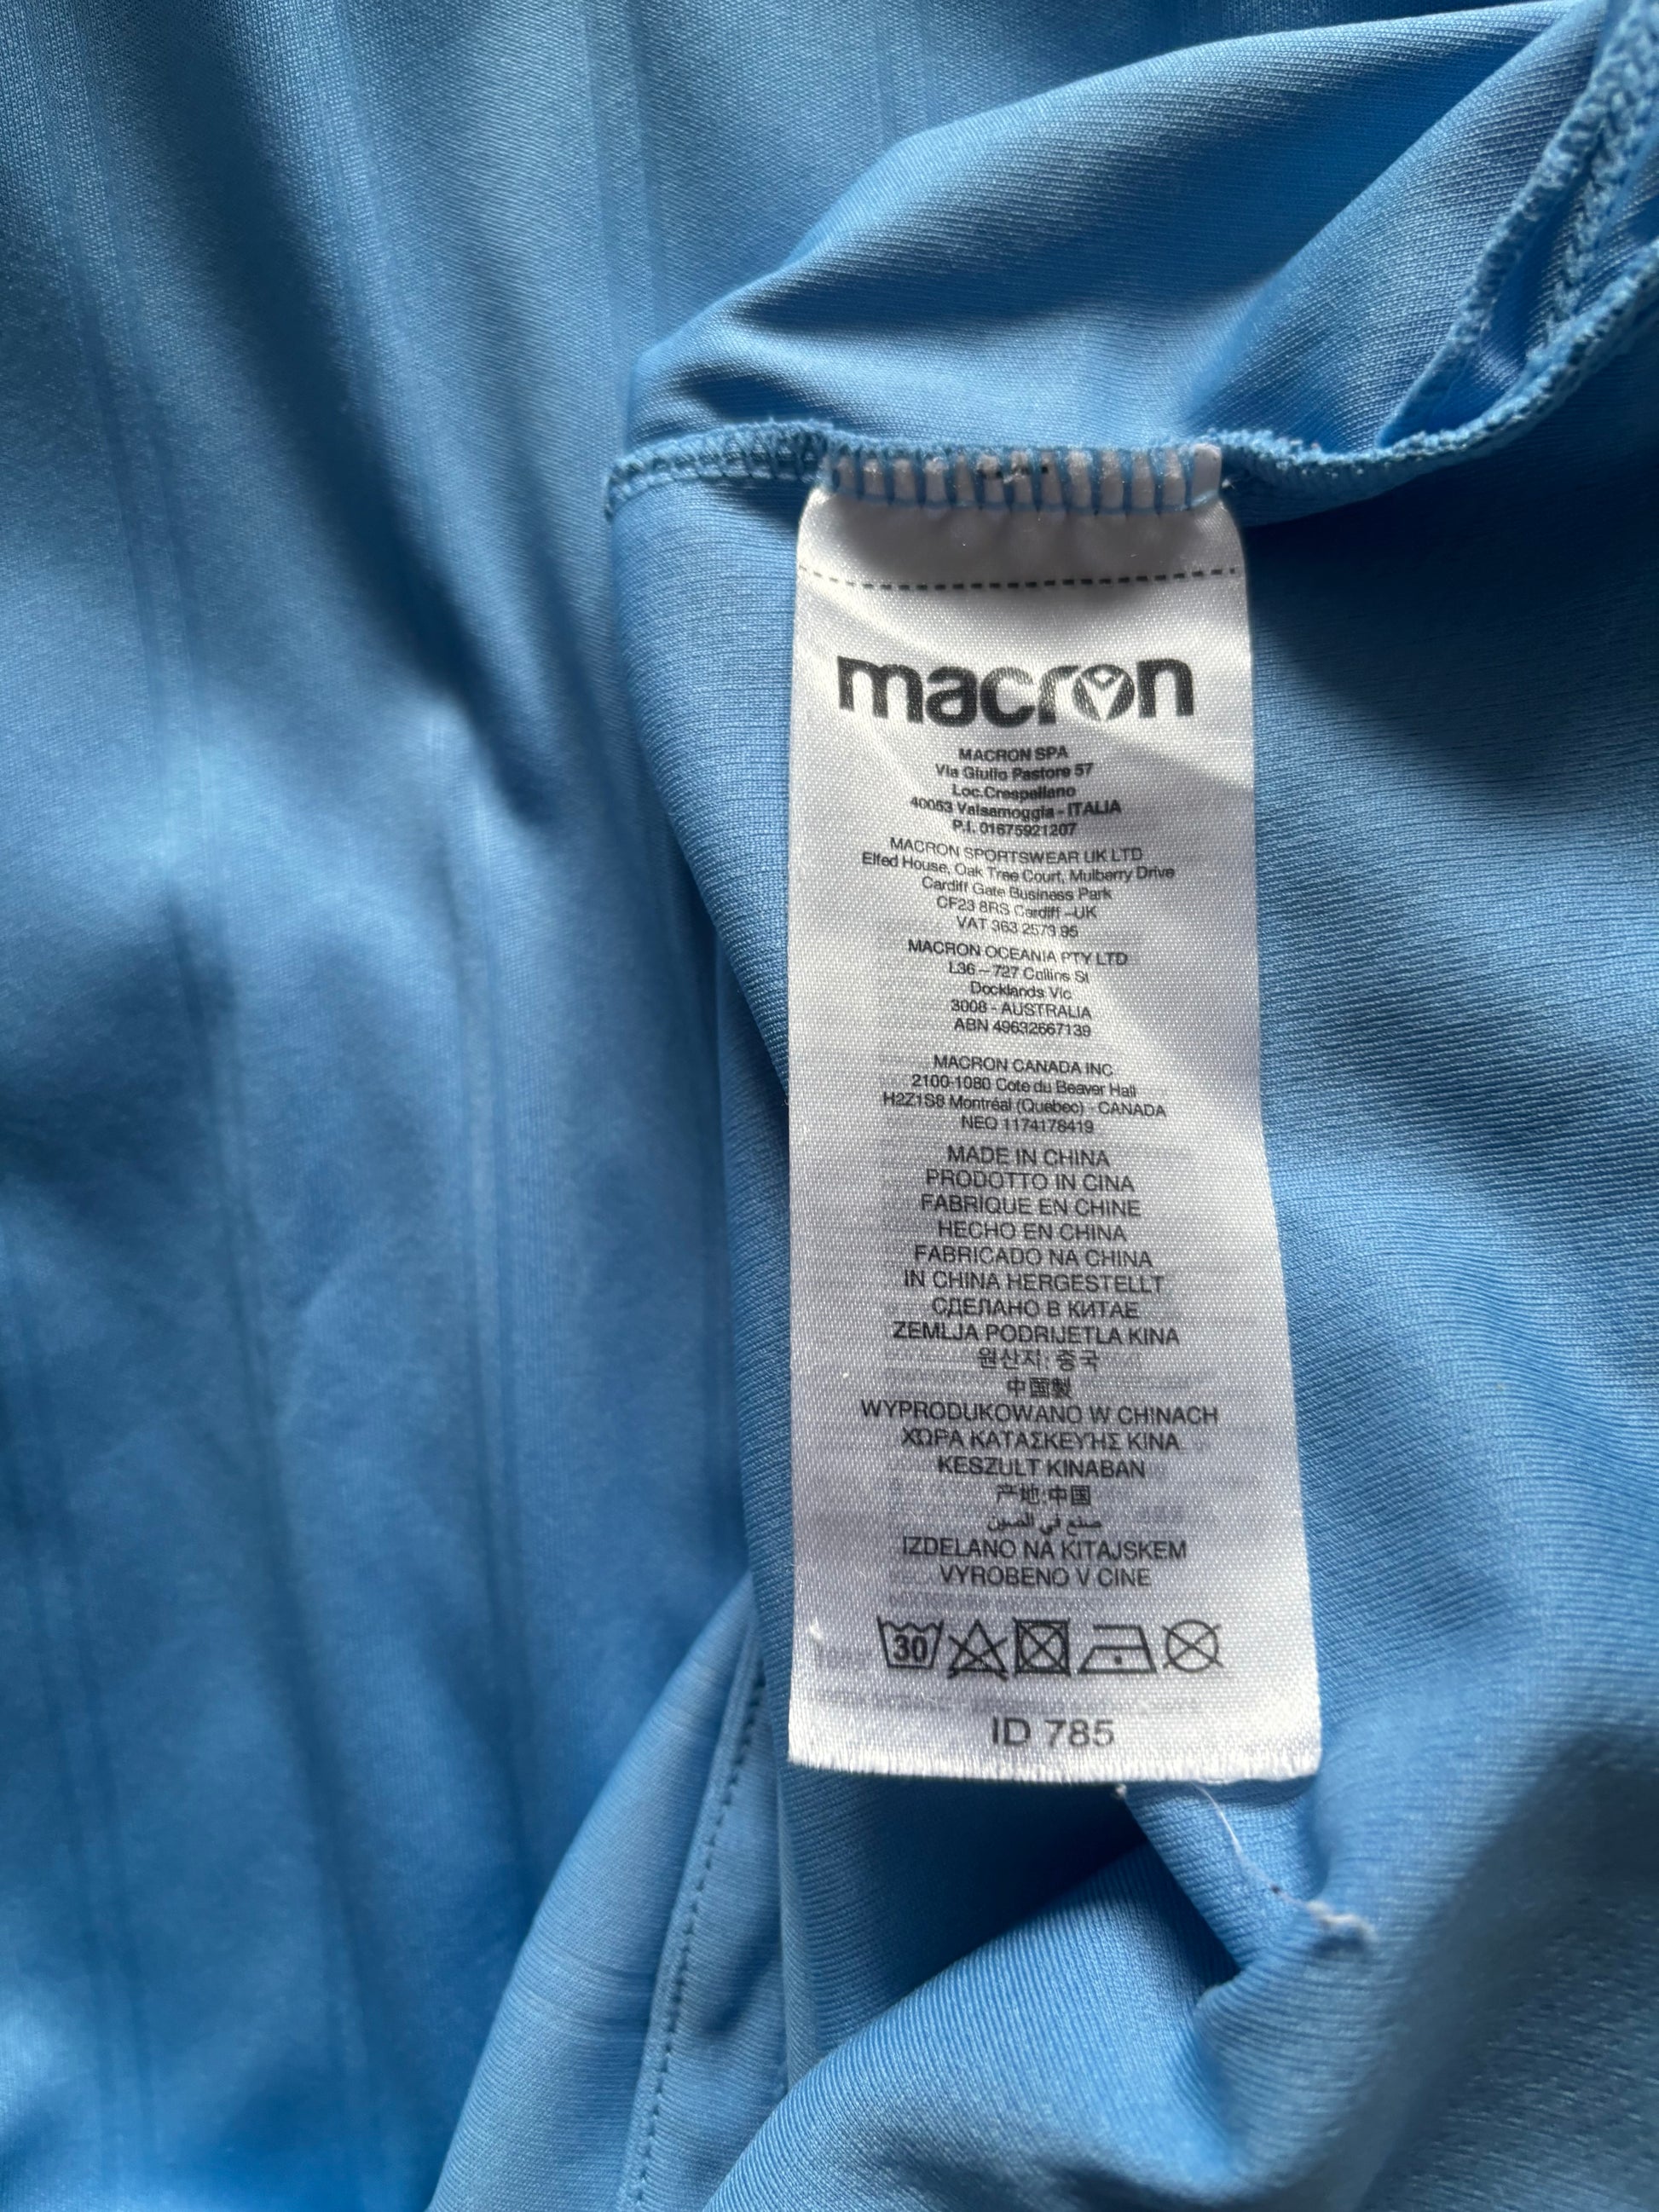 macron
MACRON SPA
Via Giulio Pastore 57
Loc.Crespellano
40053 Valsamoggia - ITALIA
P.I. 01675921207
MACRON SPORTSWEAR UK LTD
Elfed House, Oak Tree Court, Mulberry Drive
Cardiff Gate Business Park
CF23 8RS Cardiff -UK
VAT 363 2573 95
MACRON OCEANIA PTY LTD
L36 – 727 Collins St
Docklands Vic
3008 - AUSTRALIA
ABN 49632667139
MACRON CANADA INC
2100-1080 Cote du Beaver Hall
H2Z1S8 Montréal (Quebec) - CANADA
NEQ 1174178419
MADE IN CHINA
PRODOTTO IN CINA
FABRIQUE EN CHINE
HECHO EN CHINA
FABRICADO NA CHINA
IN CHINA HERGESTELLT
СДЕЛАНО В КИТАЕ
ZEMLJA PODRIJETLA KINA
원산지: 중국
中国製
WYPRODUKOWANO W CHINACH
ΧΩΡΑ ΚΑΤΑΣΚΕΥΉΣ ΚΙΝΑ
KESZULT KINABAN
产地:中国
صنع في الصين
IZDELANO NA KITAJSKEM
VYROBENO V CINE
30
ID 785